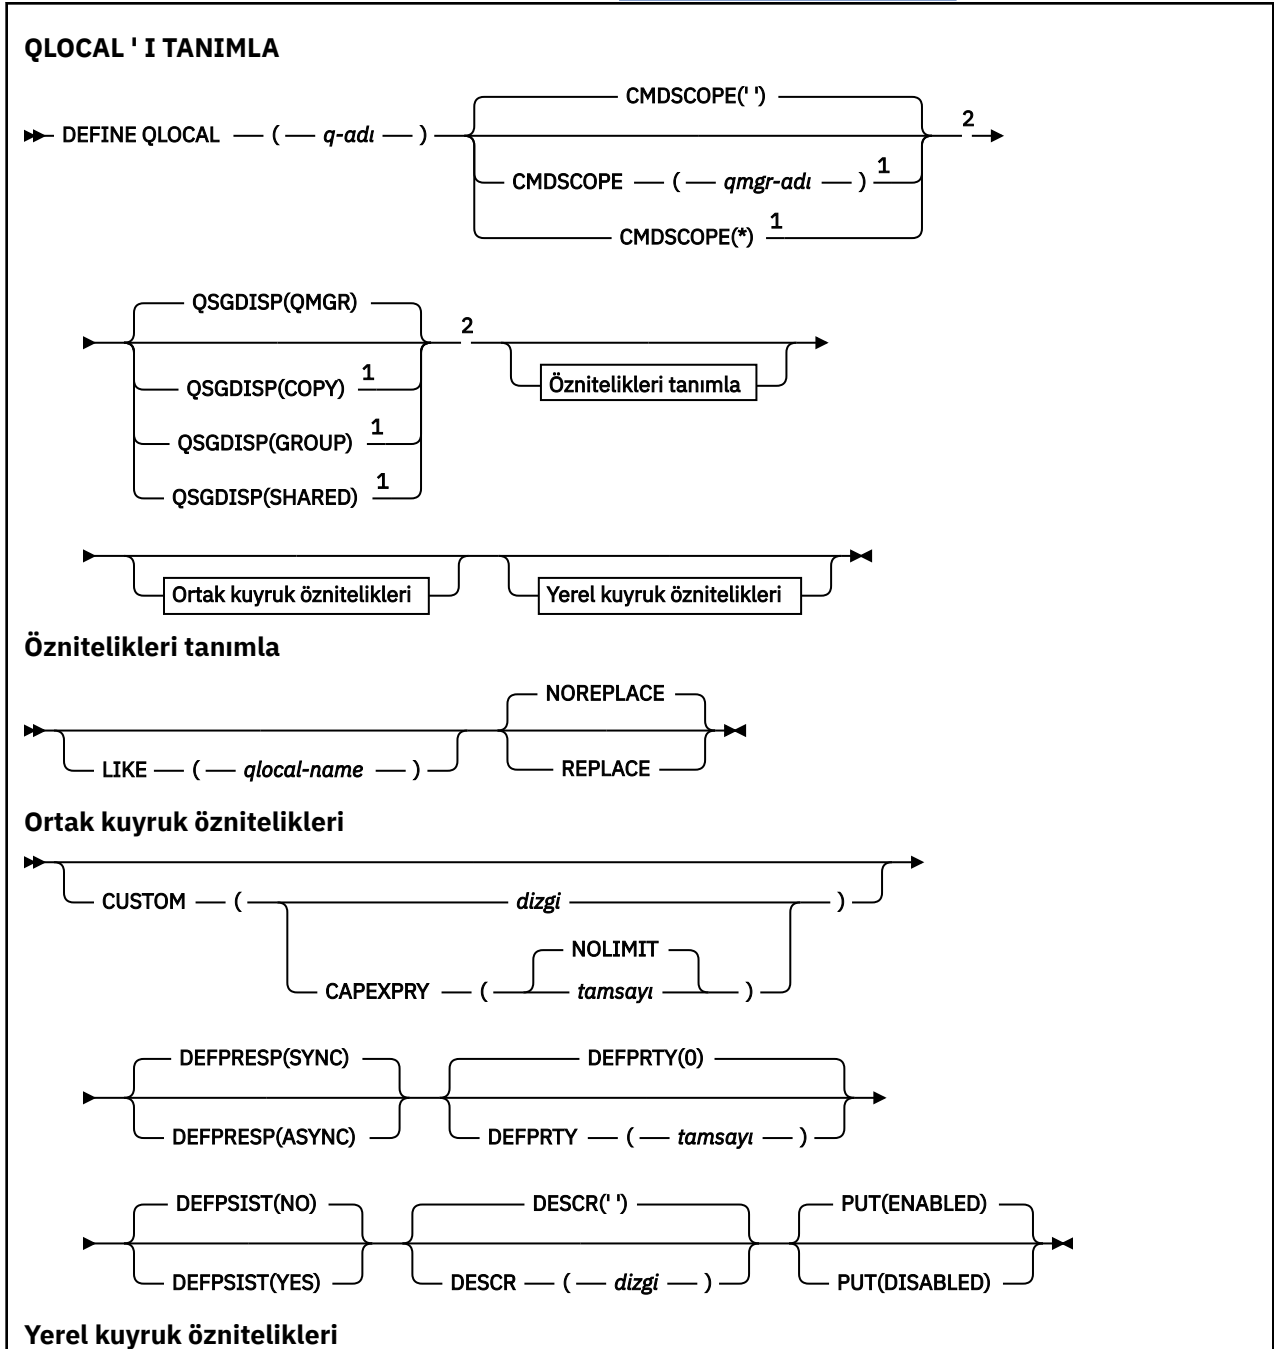 QLOCAL ' I TANIMLA
CMDSCOPE(' ')
DEFINE QLOCAL ( q-adı ) 2
CMDSCOPE ( qmgr-adı ) 1
CMDSCOPE(*) 1
QSGDISP(QMGR)
2
QSGDISP(COPY) 1
Öznitelikleri tanımla
QSGDISP(GROUP) 1
QSGDISP(SHARED) 1
Ortak kuyruk öznitelikleri Yerel kuyruk öznitelikleri
Öznitelikleri tanımla
NOREPLACE
LIKE ( qlocal-name ) REPLACE
Ortak kuyruk öznitelikleri
CUSTOM ( dizgi )
NOLIMIT
CAPEXPRY ( tamsayı )
DEFPRESP(SYNC) DEFPRTY(0)
DEFPRESP(ASYNC) DEFPRTY ( tamsayı )
DEFPSIST(NO) DESCR(' ') PUT(ENABLED)
DEFPSIST(YES) DESCR ( dizgi ) PUT(DISABLED)
Yerel kuyruk öznitelikleri